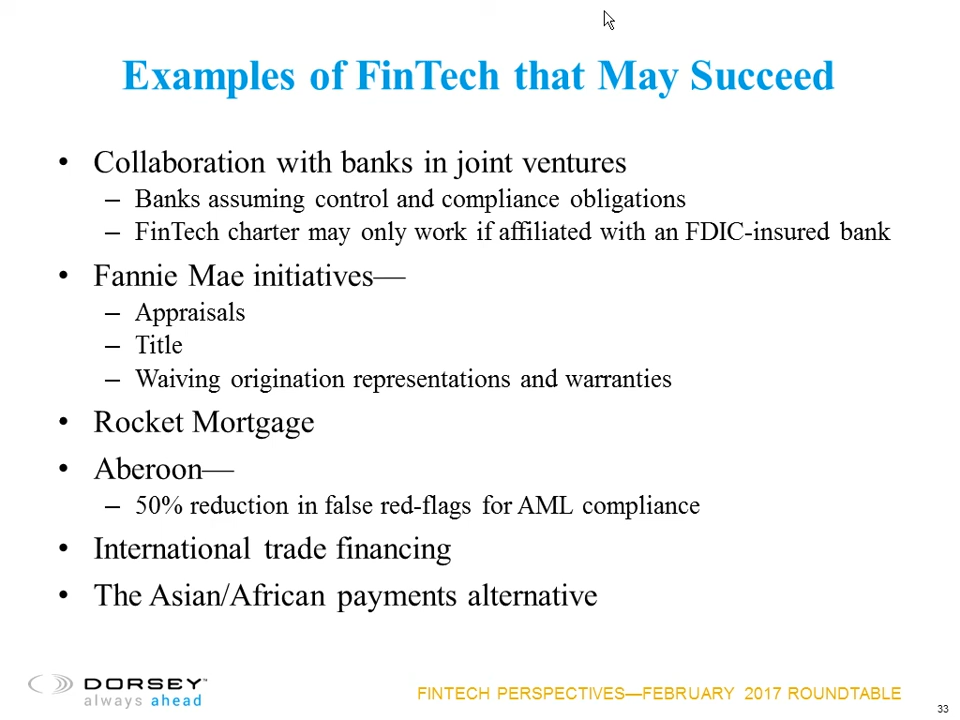 Examples of FinTech that May Succeed
• Collaboration with banks in joint ventures
– Banks assuming control and compliance obligations
– FinTech charter may only work if affiliated with an FDIC-insured bank
• Fannie Mae initiatives—
– Appraisals
– Title
– Waiving origination representations and warranties
• Rocket Mortgage
• Aberoon—
– 50% reduction in false red-flags for AML compliance
• International trade financing
• The Asian/African payments alternative
DORSEY™
always ahead
FINTECH PERSPECTIVES—FEBRUARY 2017 ROUNDTABLE
33